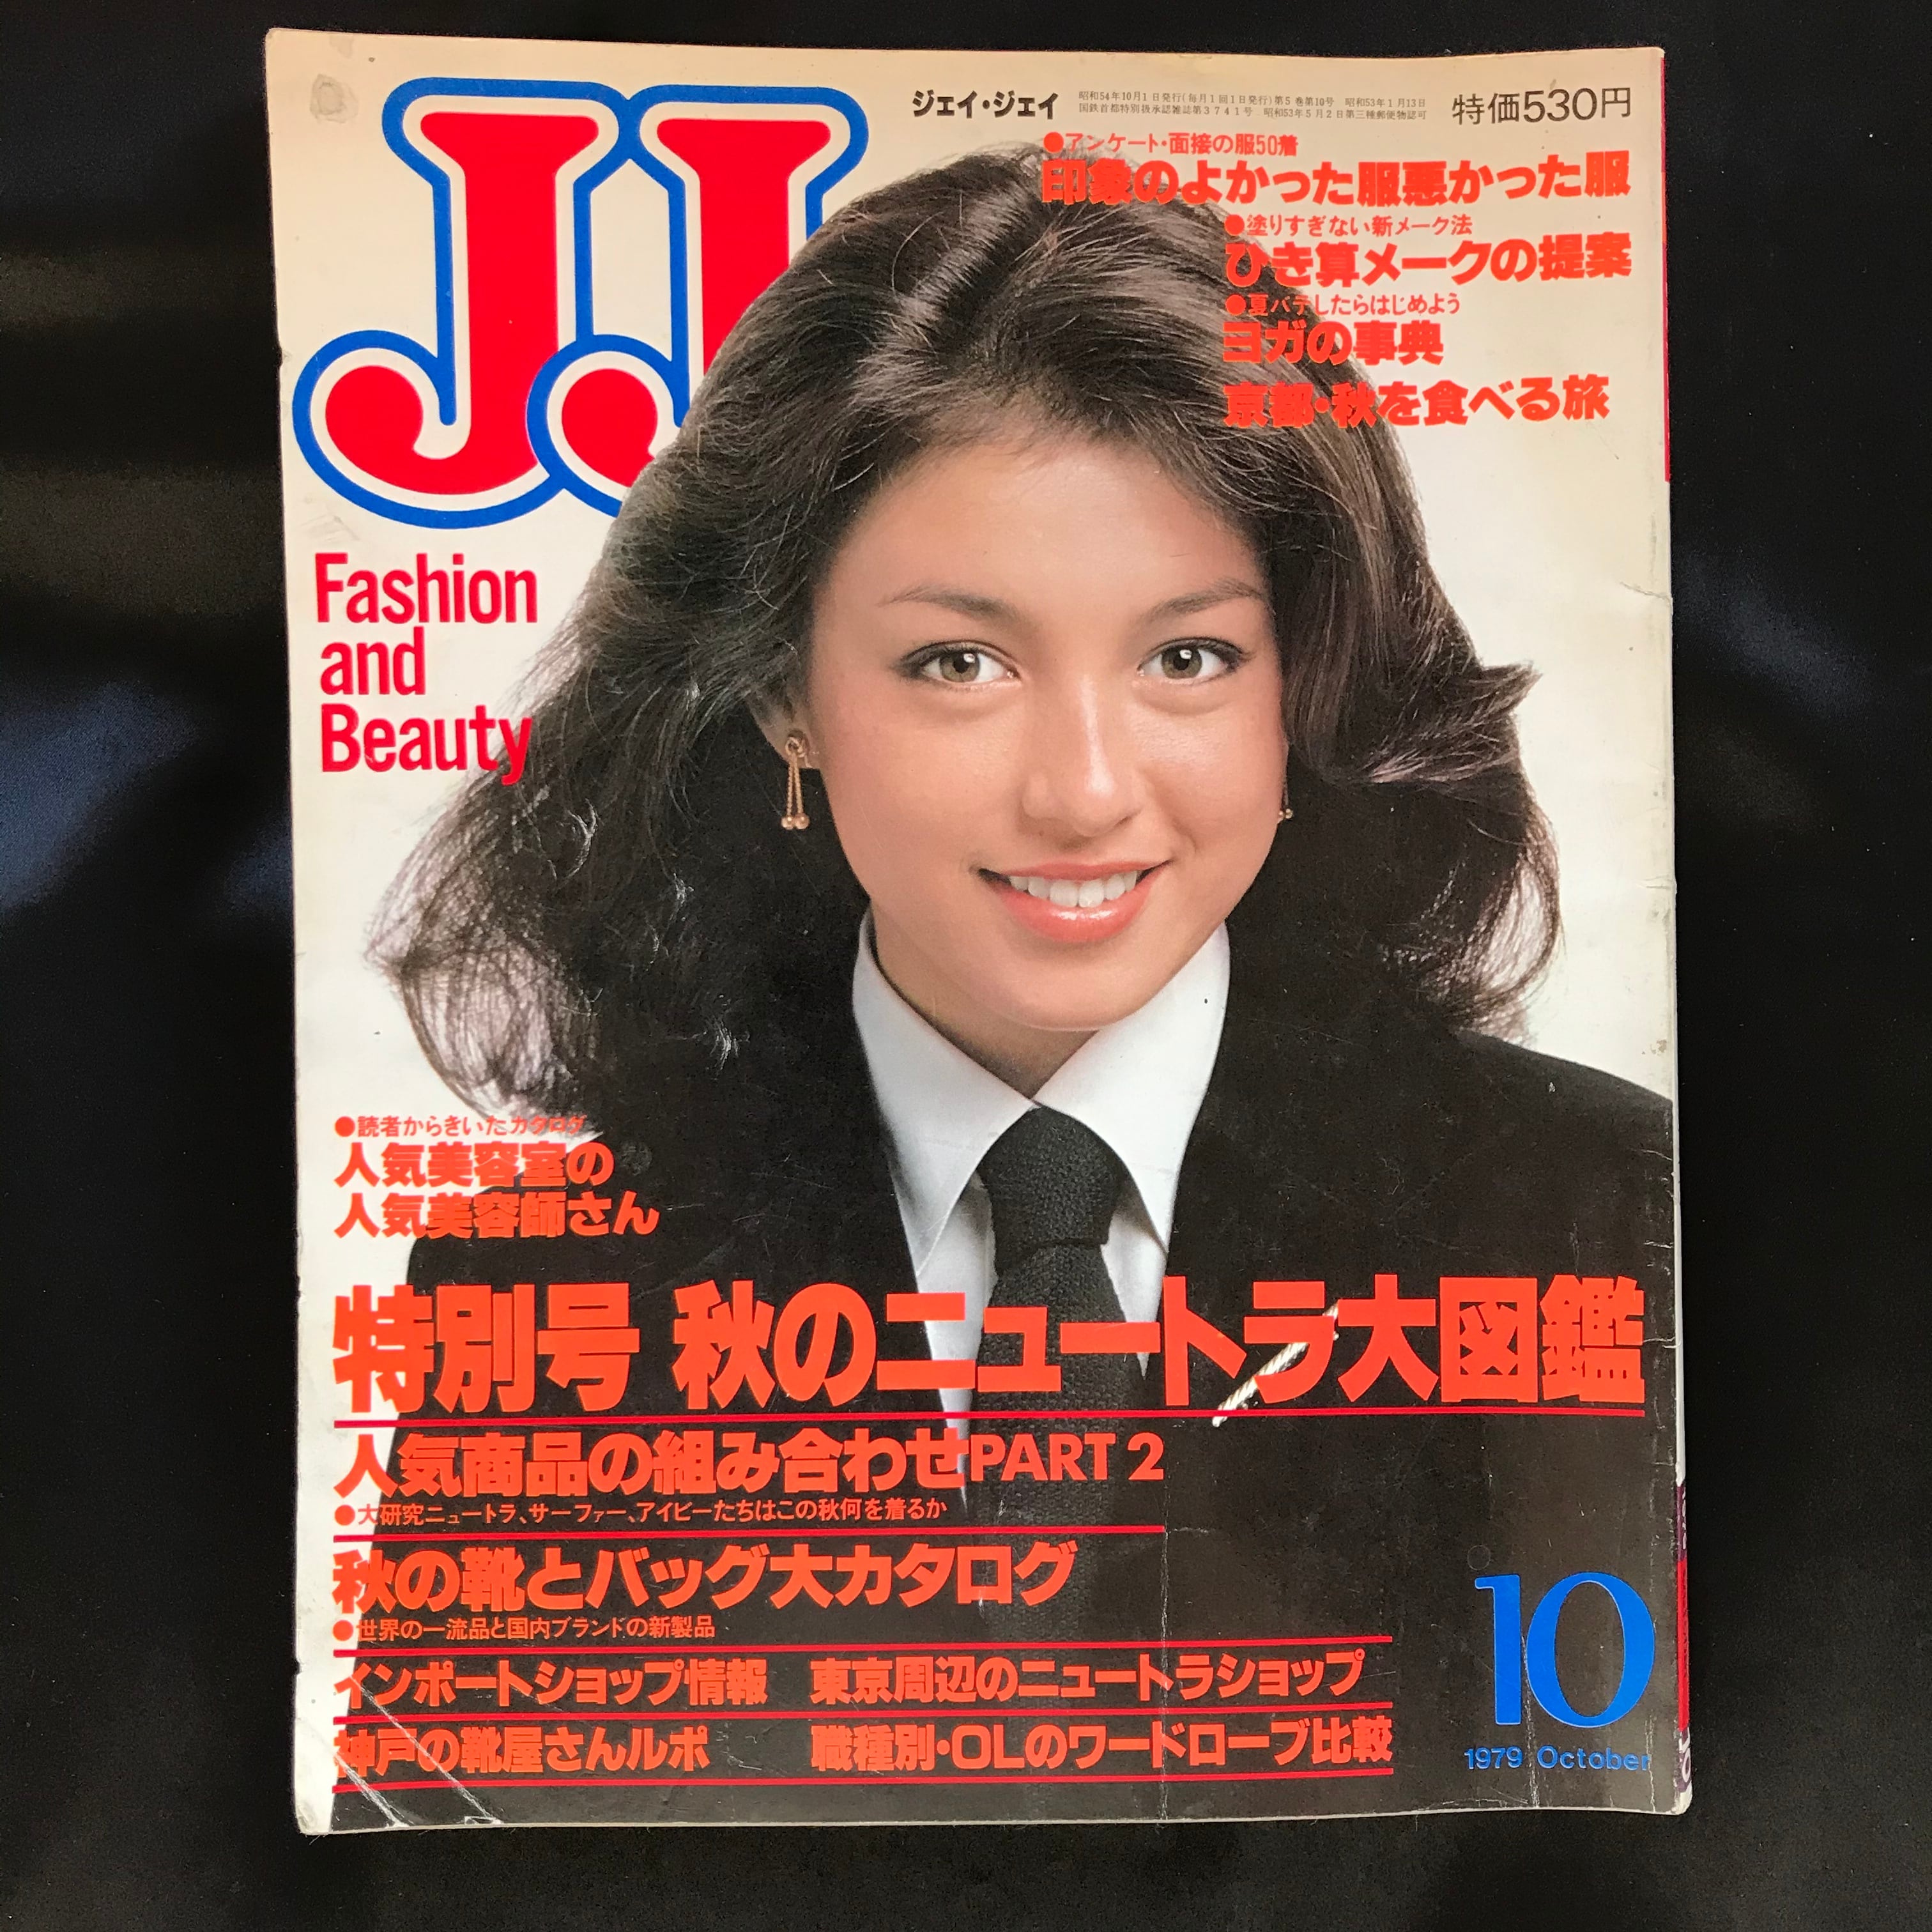 JJ
ジェイ・ジェイ
昭和54年10月1日発行(毎月1回1日発行)第5巻第10号 昭和53年1月13日
国鉄首都特別扱承認雑誌第3741号 昭和53年5月2日第三種郵便物認可
特価530円
●アンケート・面接の服50着
印象のよかった服悪かった服
●塗りすぎない新メーク法
ひき算メークの提案
●夏バテしたらはじめよう
ヨガの事典
京都・秋を食べる旅
Fashion
and
Beauty
●読者からきいたカタログ
人気美容室の
人気美容師さん
特別号 秋のニュートラ大図鑑
人気商品の組み合わせPART 2
●大研究ニュートラ、サーファー、アイビーたちはこの秋何を着るか
秋の靴とバッグ大カタログ
●世界の一流品と国内ブランドの新製品
インポートショップ情報 東京周辺のニュートラショップ
神戸の靴屋さんルポ 職種別・OLのワードローブ比較
10
1979 October